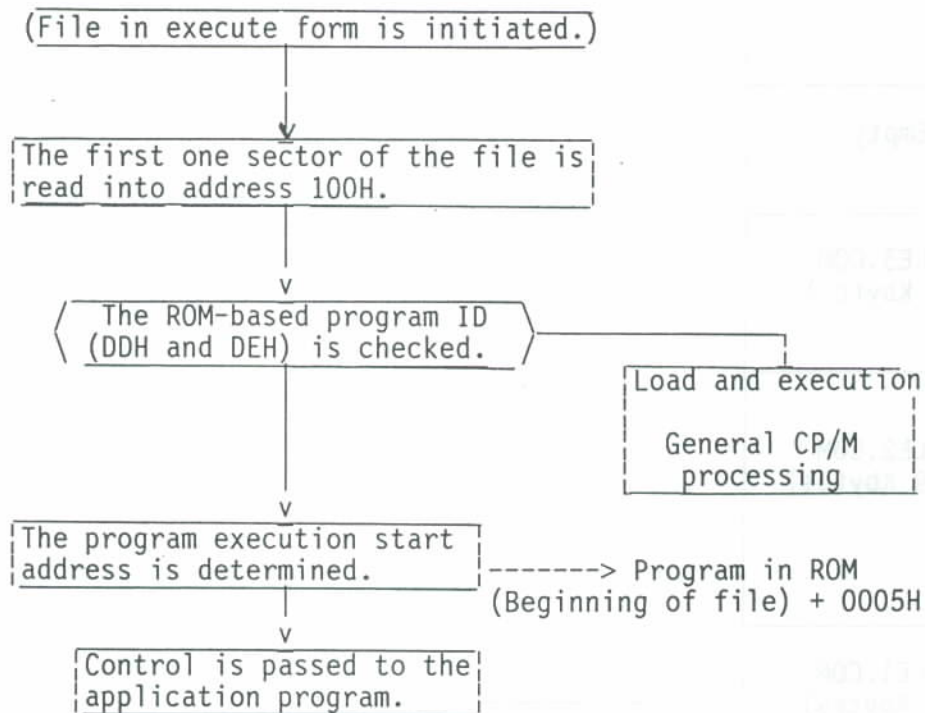 (File in execute form is initiated.)
The first one sector of the file is
read into address 100H.
The ROM-based program ID
(DDH and DEH) is checked.
Load and execution
General CP/M
processing
The program execution start
address is determined.
-------> Program in ROM
(Beginning of file) + 0005H
Control is passed to the
application program.